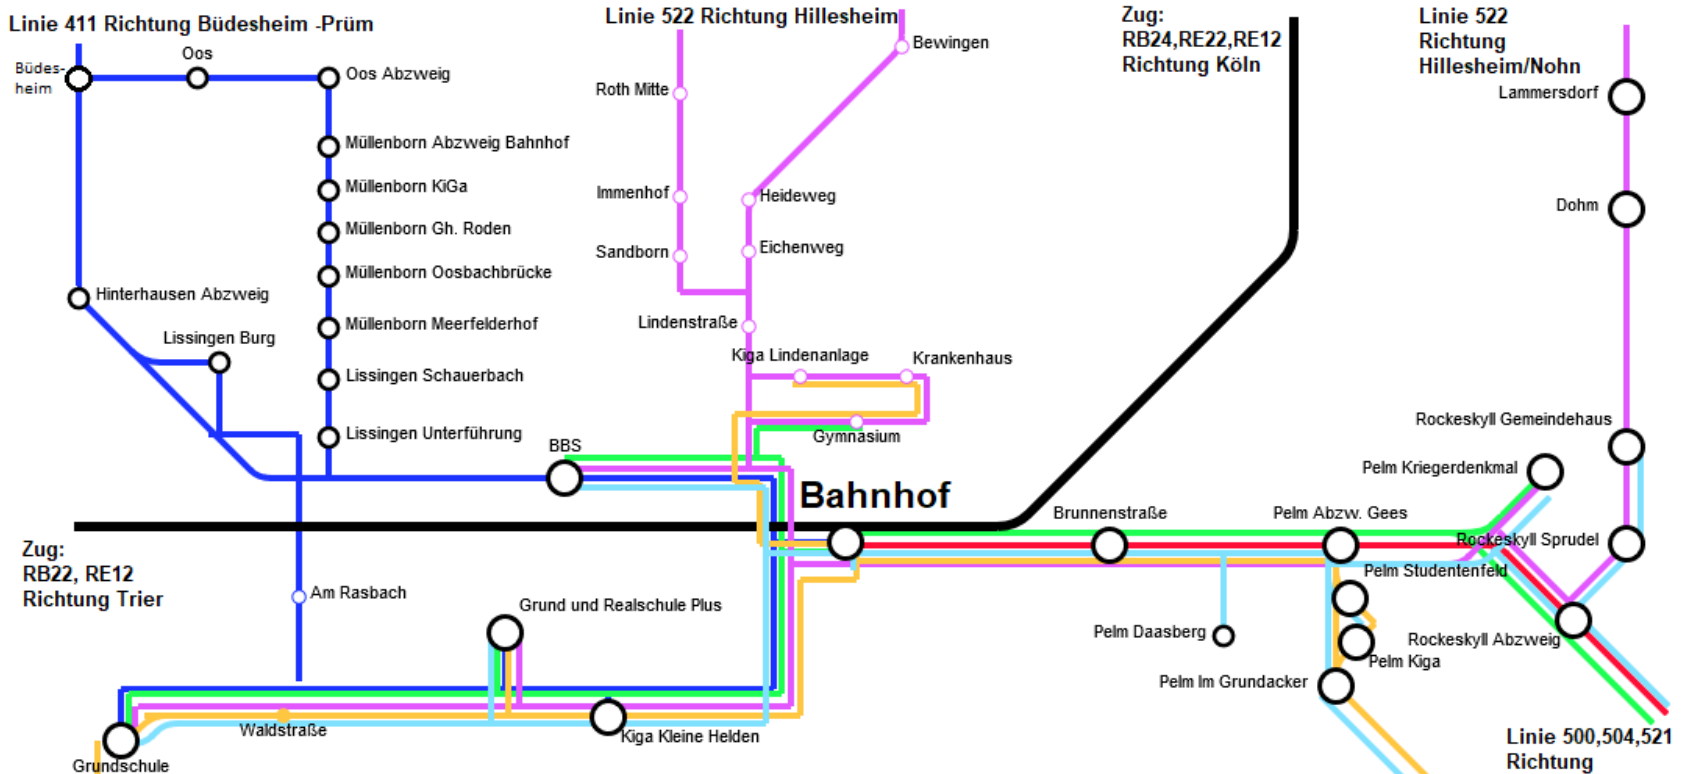 Linie 411 Richtung Büdesheim -Prüm
Linie 522 Richtung Hillesheim
Zug:
RB24,RE22,RE12
Richtung Köln
Linie 522
Richtung
Hillesheim/Nohn
Büdes-
heim
Oos
Oos Abzweig
Müllenborn Abzweig Bahnhof
Müllenborn KiGa
Müllenborn Gh. Roden
Müllenborn Oosbachbrücke
Müllenborn Meerfelderhof
Lissingen Schauerbach
Lissingen Unterführung
Hinterhausen Abzweig
Lissingen Burg
BBS
Roth Mitte
Immenhof
Sandborn
Bewingen
Heideweg
Eichenweg
Lindenstraße
Kiga Lindenanlage
Krankenhaus
Gymnasium
Lammersdorf
Dohm
Rockeskyll Gemeindehaus
Pelm Kriegerdenkmal
Bahnhof
Brunnenstraße
Pelm Abzw. Gees
Rockeskyll Sprudel
Pelm Studentenfeld
Zug:
RB22, RE12
Richtung Trier
Am Rasbach
Grund und Realschule Plus
Pelm Daasberg
Rockeskyll Abzweig
Pelm Kiga
Pelm Im Grundacker
Waldstraße
Kiga Kleine Helden
Grundschule
Linie 500,504,521
Richtung